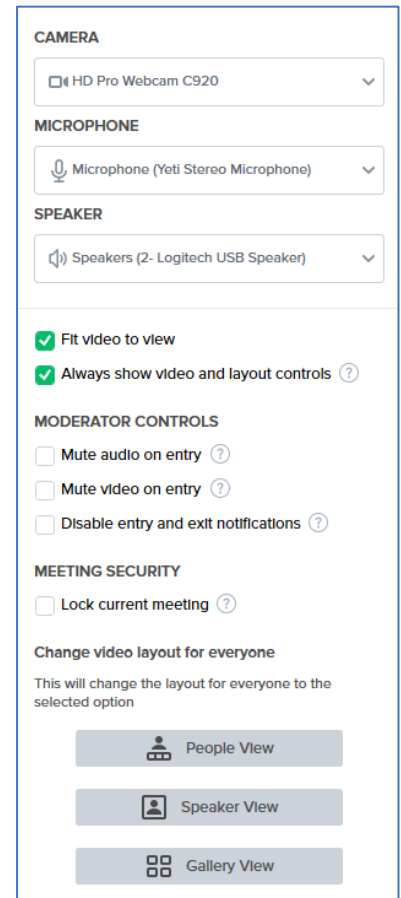 CAMERA
HD Pro Webcam C920
MICROPHONE
Microphone (Yeti Stereo Microphone)
SPEAKER
Speakers (2- Logitech USB Speaker)
Fit video to view
Always show video and layout controls ?
MODERATOR CONTROLS
Mute audio on entry ?
Mute video on entry ?
Disable entry and exit notifications ?
MEETING SECURITY
Lock current meeting ?
Change video layout for everyone
This will change the layout for everyone to the
selected option
People View
Speaker View
Gallery View